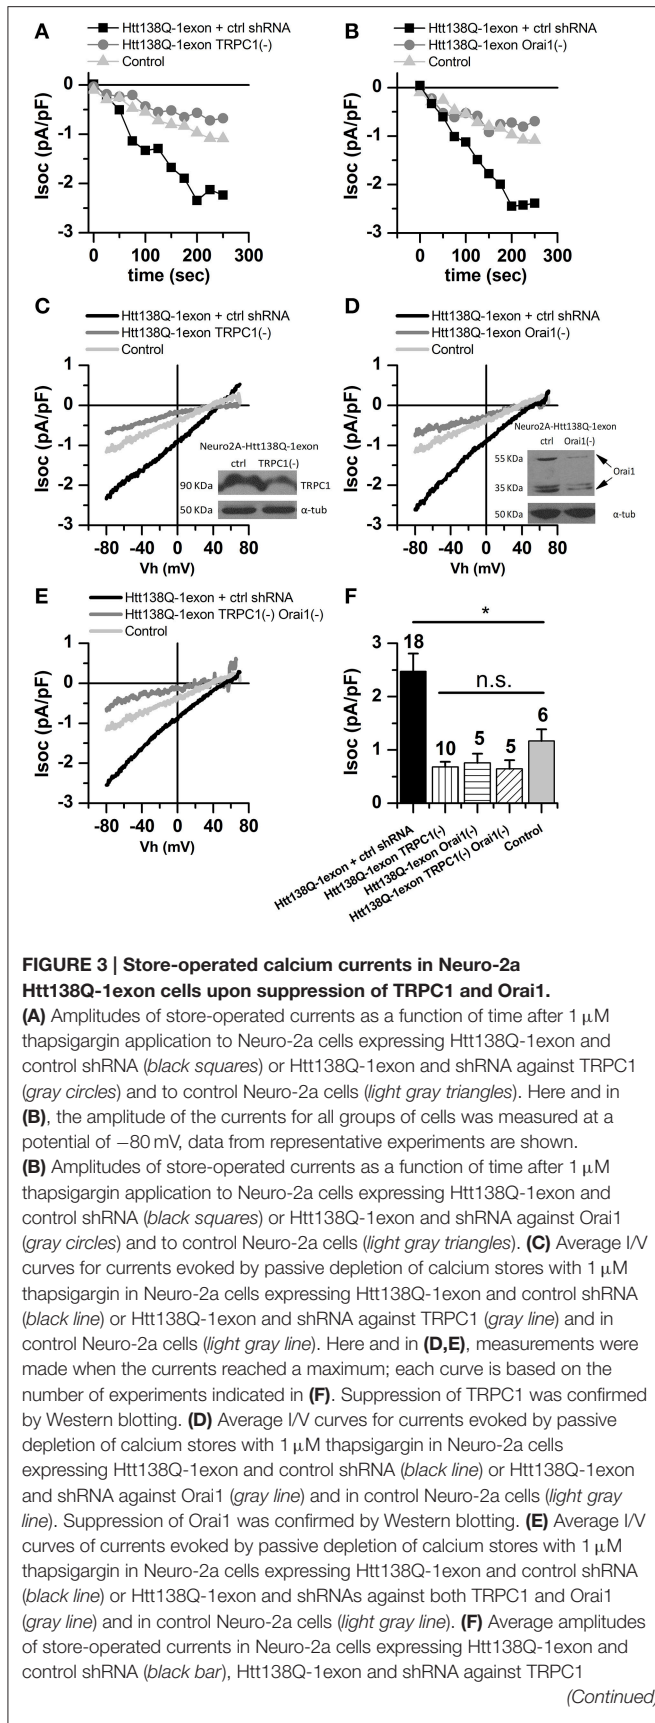 A
Htt138Q-1exon + ctrl shRNA
Htt138Q-1exon TRPC1(-)
Control
0
-1
-2
-3
Isoc (pA/pF)
0 100 200 300
time (sec)
B
Htt138Q-1exon + ctrl shRNA
Htt138Q-1exon Orai1(-)
Control
0
-1
-2
-3
Isoc (pA/pF)
0 100 200 300
time (sec)
C
Htt138Q-1exon + ctrl shRNA
Htt138Q-1exon TRPC1(-)
Control
1
0
-1
-2
-3
Isoc (pA/pF)
Neuro2A-Htt138Q-1exon
ctrl TRPC1(-)
90 KDa TRPC1
50 KDa α-tub
-80 -40 0 40 80
Vh (mV)
D
Htt138Q-1exon + ctrl shRNA
Htt138Q-1exon Orai1(-)
Control
1
0
-1
-2
-3
Isoc (pA/pF)
Neuro2A-Htt138Q-1exon
ctrl Orai1(-)
55 KDa
Orai1
35 KDa
50 KDa α-tub
-80 -40 0 40 80
Vh (mV)
E
Htt138Q-1exon + ctrl shRNA
Htt138Q-1exon TRPC1(-) Orai1(-)
Control
1
0
-1
-2
-3
Isoc (pA/pF)
-80 -40 0 40 80
Vh (mV)
F
*
18
n.s.
10 5 5 6
3
2
1
0
Isoc (pA/pF)
Htt138Q-1exon + ctrl shRNA
Htt138Q-1exon TRPC1(-)
Htt138Q-1exon Orai1(-)
Htt138Q-1exon TRPC1(-) Orai1(-)
Control
FIGURE 3 | Store-operated calcium currents in Neuro-2a
Htt138Q-1exon cells upon suppression of TRPC1 and Orai1.
(A) Amplitudes of store-operated currents as a function of time after 1 µM
thapsigargin application to Neuro-2a cells expressing Htt138Q-1exon and
control shRNA (black squares) or Htt138Q-1exon and shRNA against TRPC1
(gray circles) and to control Neuro-2a cells (light gray triangles). Here and in
(B), the amplitude of the currents for all groups of cells was measured at a
potential of −80 mV, data from representative experiments are shown.
(B) Amplitudes of store-operated currents as a function of time after 1 µM
thapsigargin application to Neuro-2a cells expressing Htt138Q-1exon and
control shRNA (black squares) or Htt138Q-1exon and shRNA against Orai1
(gray circles) and to control Neuro-2a cells (light gray triangles). (C) Average I/V
curves for currents evoked by passive depletion of calcium stores with 1 µM
thapsigargin in Neuro-2a cells expressing Htt138Q-1exon and control shRNA
(black line) or Htt138Q-1exon and shRNA against TRPC1 (gray line) and in
control Neuro-2a cells (light gray line). Here and in (D,E), measurements were
made when the currents reached a maximum; each curve is based on the
number of experiments indicated in (F). Suppression of TRPC1 was confirmed
by Western blotting. (D) Average I/V curves for currents evoked by passive
depletion of calcium stores with 1 µM thapsigargin in Neuro-2a cells
expressing Htt138Q-1exon and control shRNA (black line) or Htt138Q-1exon
and shRNA against Orai1 (gray line) and in control Neuro-2a cells (light gray
line). Suppression of Orai1 was confirmed by Western blotting. (E) Average I/V
curves of currents evoked by passive depletion of calcium stores with 1 µM
thapsigargin in Neuro-2a cells expressing Htt138Q-1exon and control shRNA
(black line) or Htt138Q-1exon and shRNAs against both TRPC1 and Orai1
(gray line) and in control Neuro-2a cells (light gray line). (F) Average amplitudes
of store-operated currents in Neuro-2a cells expressing Htt138Q-1exon and
control shRNA (black bar), Htt138Q-1exon and shRNA against TRPC1
(Continued)